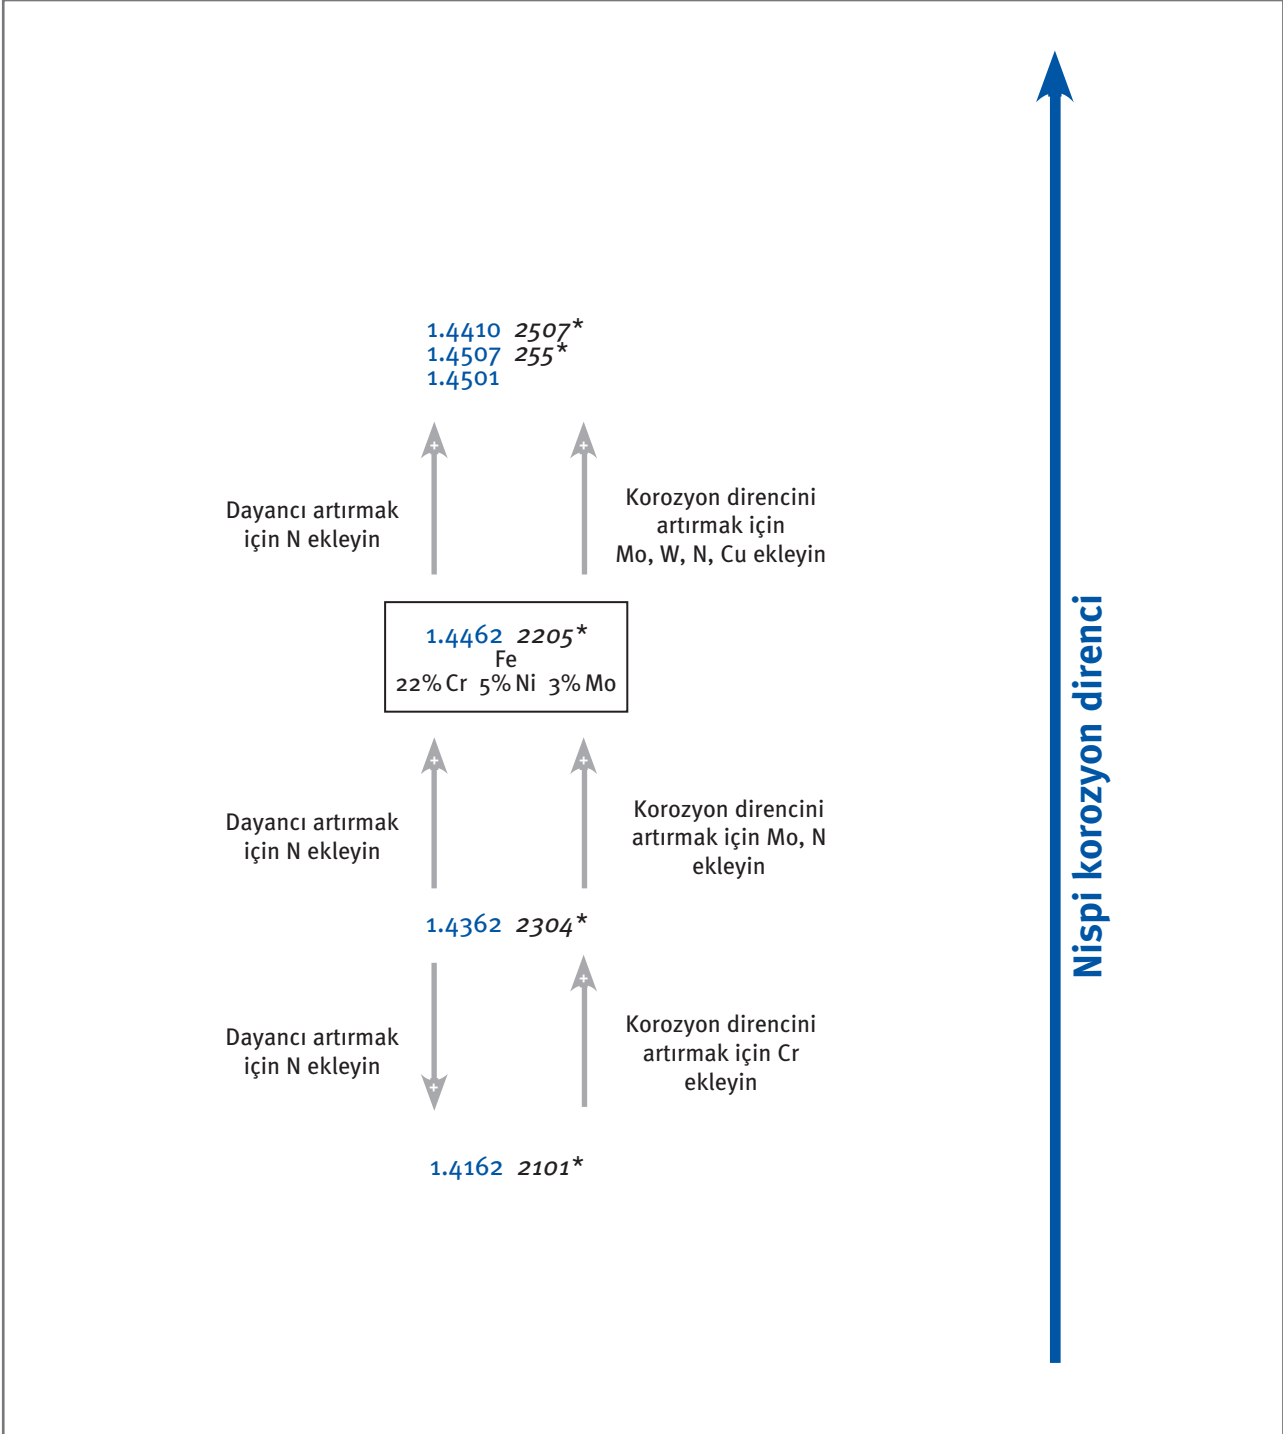 1.4410 2507*
1.4507 255*
1.4501
Dayancı artırmak
için N ekleyin
Korozyon direncini
artırmak için
Mo, W, N, Cu ekleyin
1.4462 2205*
Fe
22% Cr 5% Ni 3% Mo
Dayancı artırmak
için N ekleyin
Korozyon direncini
artırmak için Mo, N
ekleyin
1.4362 2304*
Dayancı artırmak
için N ekleyin
Korozyon direncini
artırmak için Cr
ekleyin
1.4162 2101*
Nispi korozyon direnci